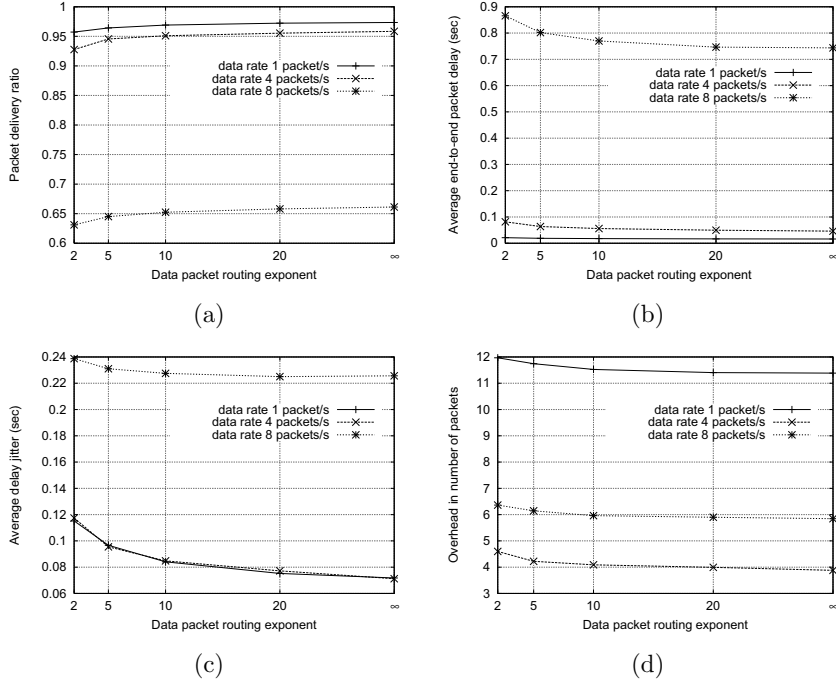 1
0.95
0.9
0.85
0.8
0.75
0.7
0.65
0.6
Packet delivery ratio
data rate 1 packet/s
data rate 4 packets/s
data rate 8 packets/s
2 5 10 20 ∞
Data packet routing exponent
(a)
0.9
0.8
0.7
0.6
0.5
0.4
0.3
0.2
0.1
0
Average end-to-end packet delay (sec)
data rate 1 packet/s
data rate 4 packets/s
data rate 8 packets/s
2 5 10 20 ∞
Data packet routing exponent
(b)
0.24
0.22
0.2
0.18
0.16
0.14
0.12
0.1
0.08
0.06
Average delay jitter (sec)
data rate 1 packet/s
data rate 4 packets/s
data rate 8 packets/s
2 5 10 20 ∞
Data packet routing exponent
(c)
12
11
10
9
8
7
6
5
4
3
Overhead in number of packets
data rate 1 packet/s
data rate 4 packets/s
data rate 8 packets/s
2 5 10 20 ∞
Data packet routing exponent
(d)